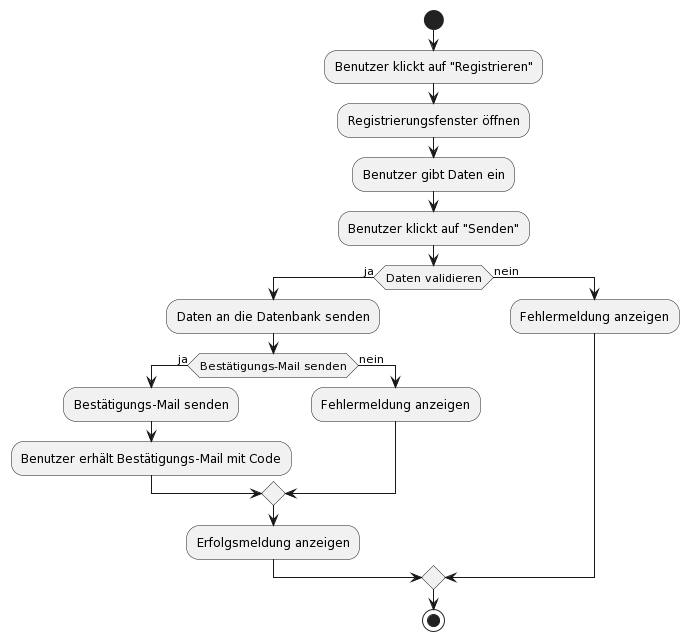 Benutzer klickt auf "Registrieren"
Registrierungsfenster öffnen
Benutzer gibt Daten ein
Benutzer klickt auf "Senden"
ja
Daten validieren
nein
Daten an die Datenbank senden
Fehlermeldung anzeigen
ja
Bestätigungs-Mail senden
nein
Bestätigungs-Mail senden
Fehlermeldung anzeigen
Benutzer erhält Bestätigungs-Mail mit Code
Erfolgsmeldung anzeigen